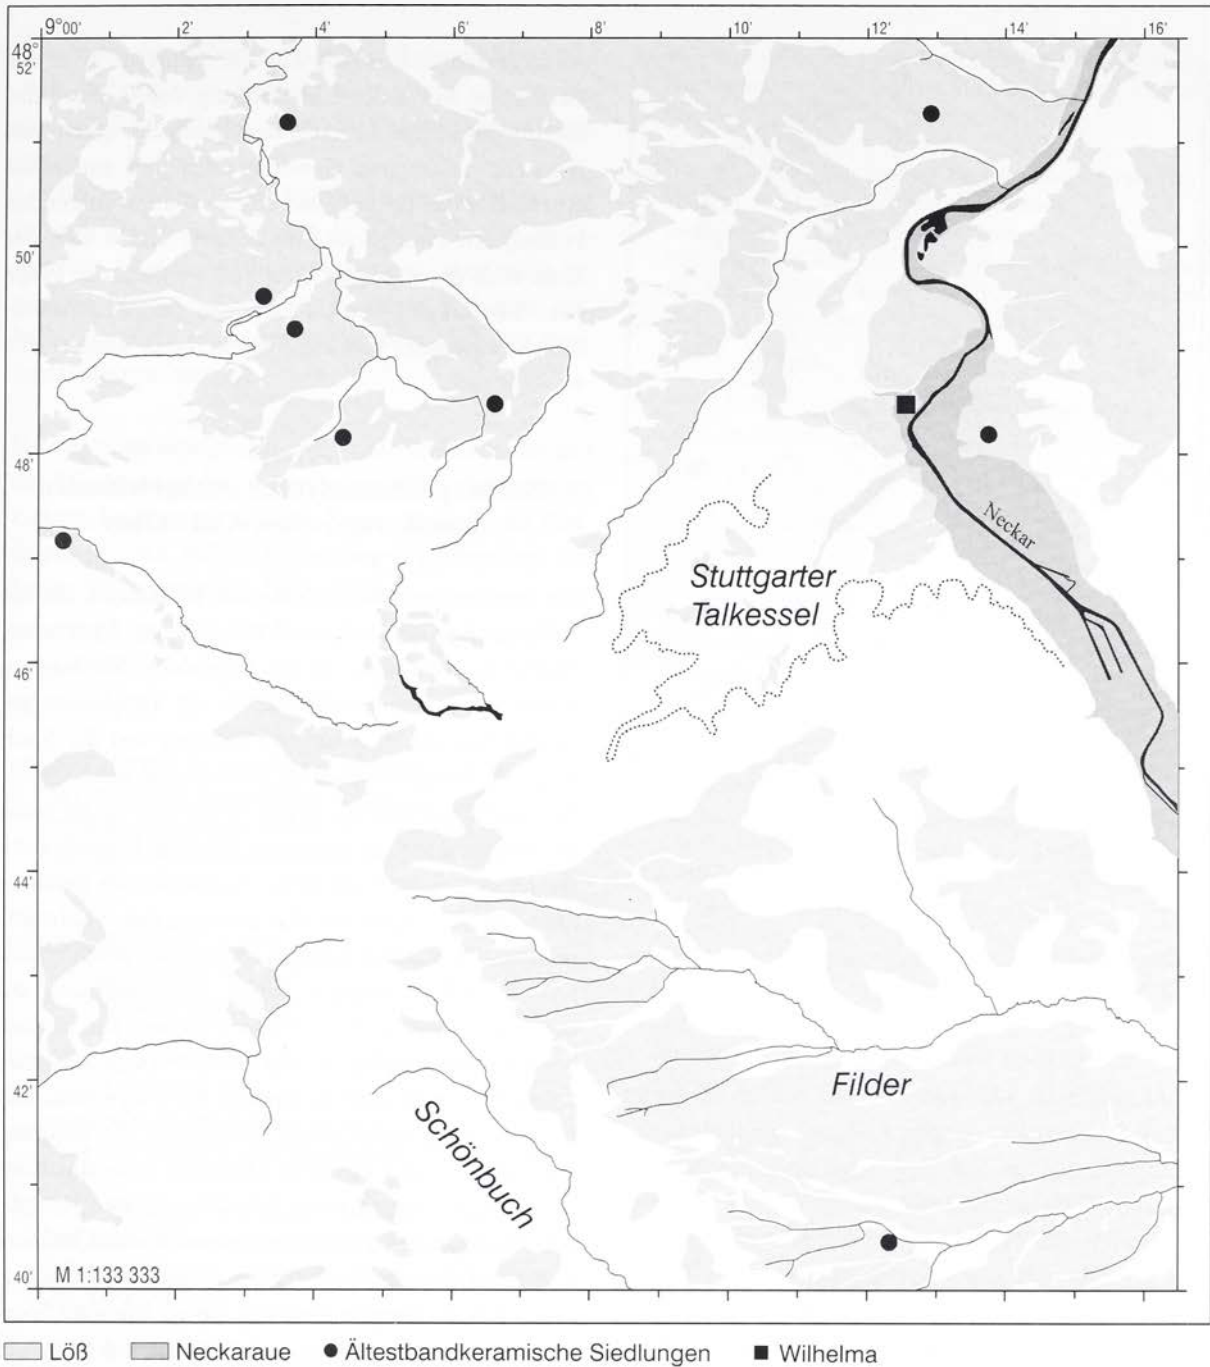 9°00' 2' 4' 6' 8' 10' 12' 14' 16'
48°
52'
50'
48'
46'
44'
42'
40'
Neckar
Stuttgarter
Talkessel
Filder
Schönbuch
M 1:133 333
Löß Neckaraue Ältestbandkeramische Siedlungen Wilhelma